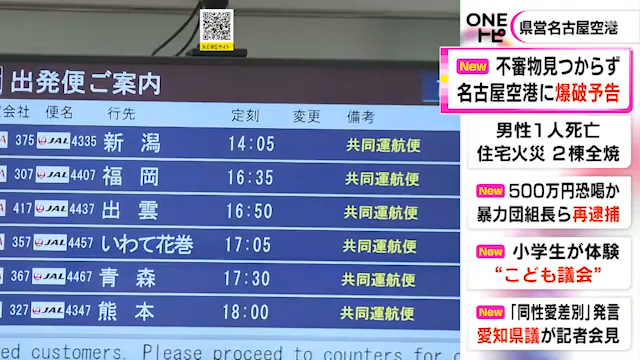 NEWSサイト
ONE
トピ
県営名古屋空港
出発便ご案内
会社 便名 行先 定刻 変更 備考
375 JAL 4335 新潟 14:05 共同運航便
307 JAL 4407 福岡 16:35 共同運航便
417 JAL 4437 出雲 16:50 共同運航便
357 JAL 4457 いわて花巻 17:05 共同運航便
367 JAL 4467 青森 17:30 共同運航便
327 JAL 4347 熊本 18:00 共同運航便
ed customers. Please proceed to counters for
New 不審物見つからず
名古屋空港に爆破予告
男性1人死亡
住宅火災 2棟全焼
New 500万円恐喝か
暴力団組長ら再逮捕
New 小学生が体験
“こども議会”
New 「同性愛差別」発言
愛知県議が記者会見